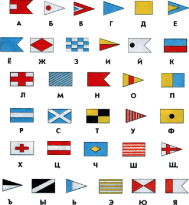 А Б В Г Д Е
Ё Ж З И Й К
Л М Н О П
Р С Т У Ф
Х Ц Ч Ш Щ
Ъ Ы Ь Э Ю Я